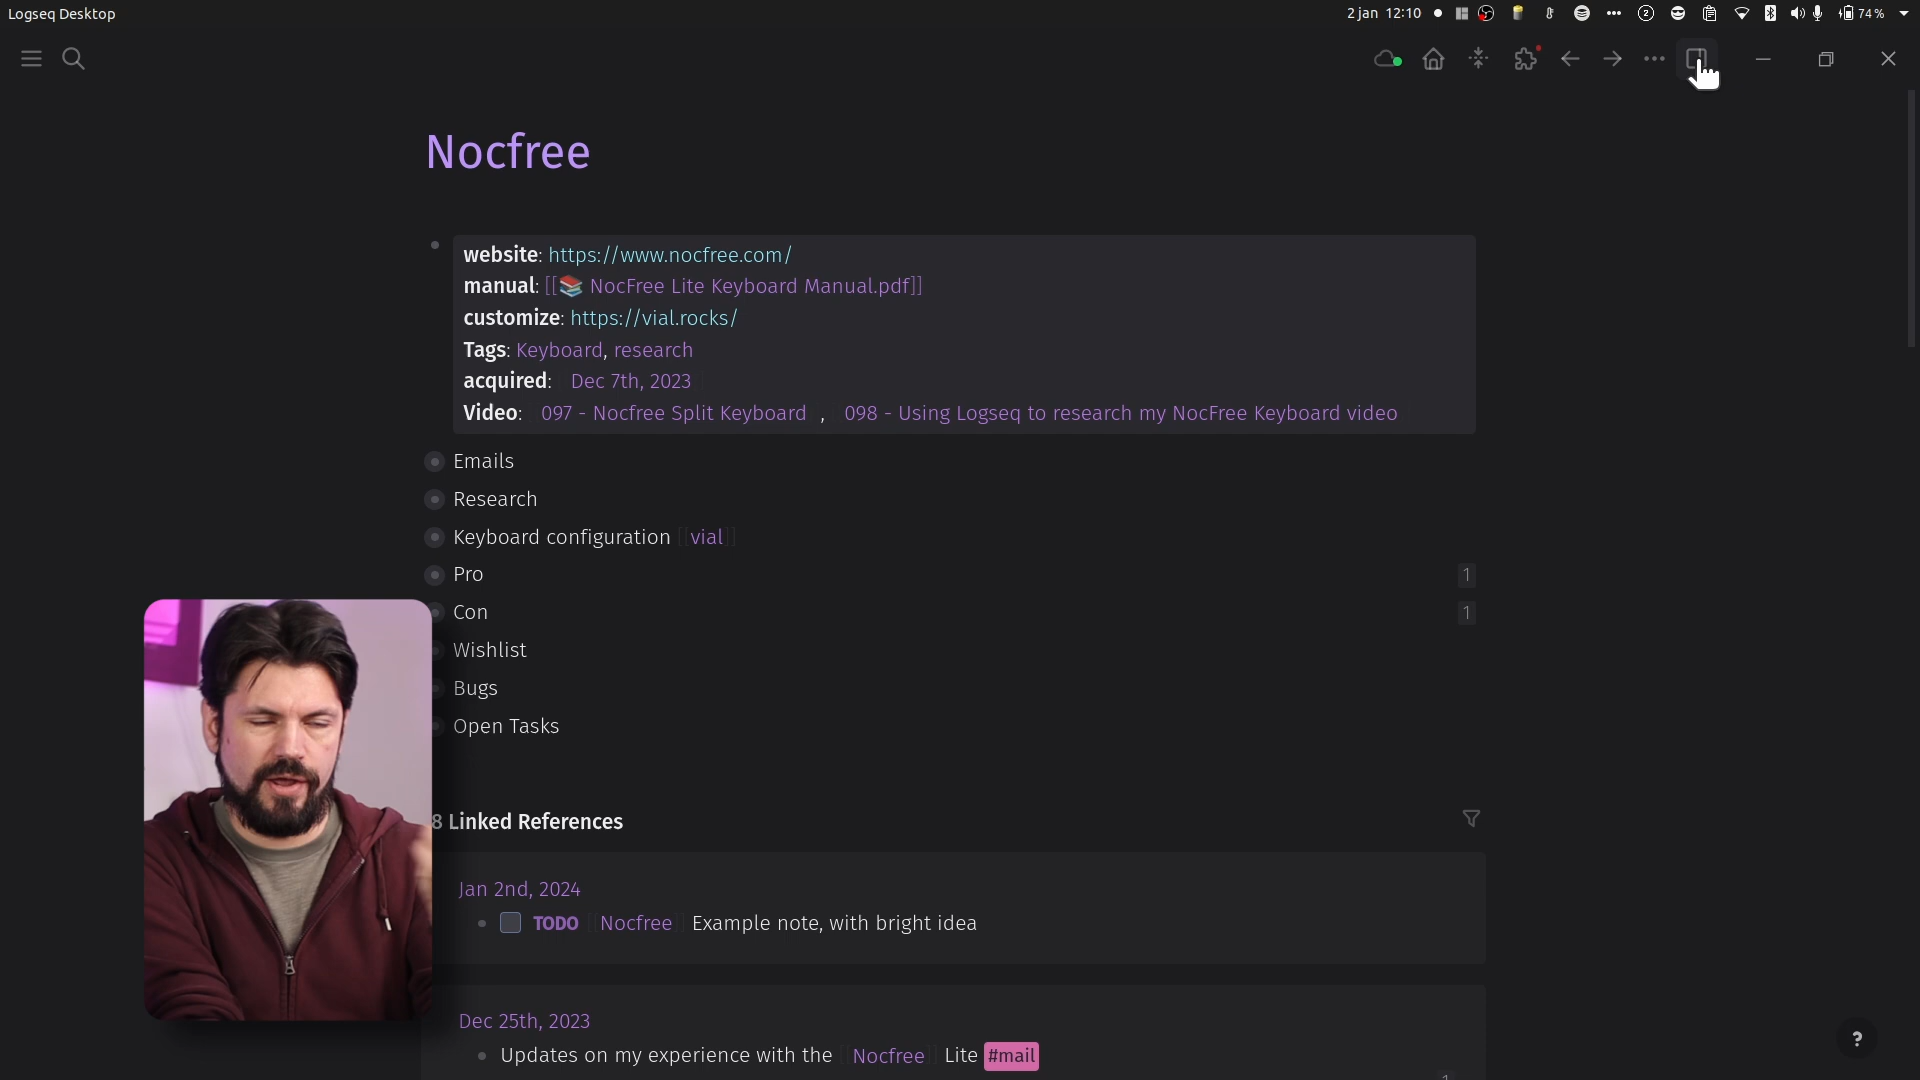 Logseq Desktop
2 jan 12:10
74 %
Nocfree
website: https://www.nocfree.com/
manual: [[📚 NocFree Lite Keyboard Manual.pdf]]
customize: https://vial.rocks/
Tags: Keyboard, research
acquired: Dec 7th, 2023
Video: 097 - Nocfree Split Keyboard , 098 - Using Logseq to research my NocFree Keyboard video
Emails
Research
Keyboard configuration [[vial]]
Pro 1
Con 1
Wishlist
Bugs
Open Tasks
8 Linked References
Jan 2nd, 2024
TODO [[Nocfree]] Example note, with bright idea
Dec 25th, 2023
Updates on my experience with the [[Nocfree]] Lite #mail
?